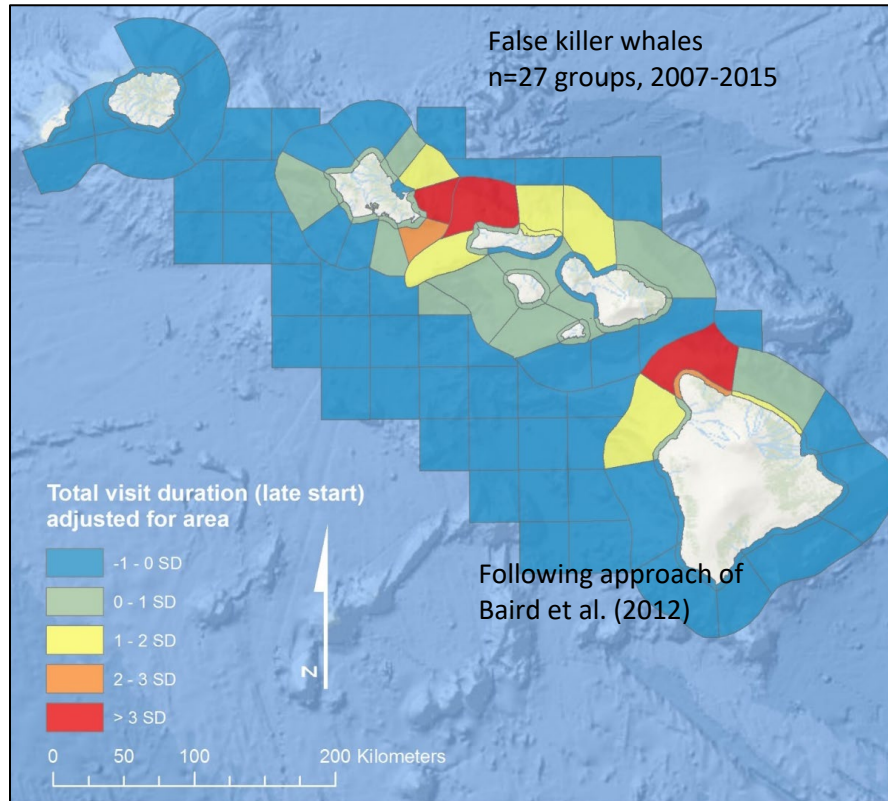 False killer whales
n=27 groups, 2007-2015
Total visit duration (late start)
adjusted for area
-1 - 0 SD
0 - 1 SD
1 - 2 SD
2 - 3 SD
> 3 SD
N
Following approach of
Baird et al. (2012)
0 50 100 200 Kilometers